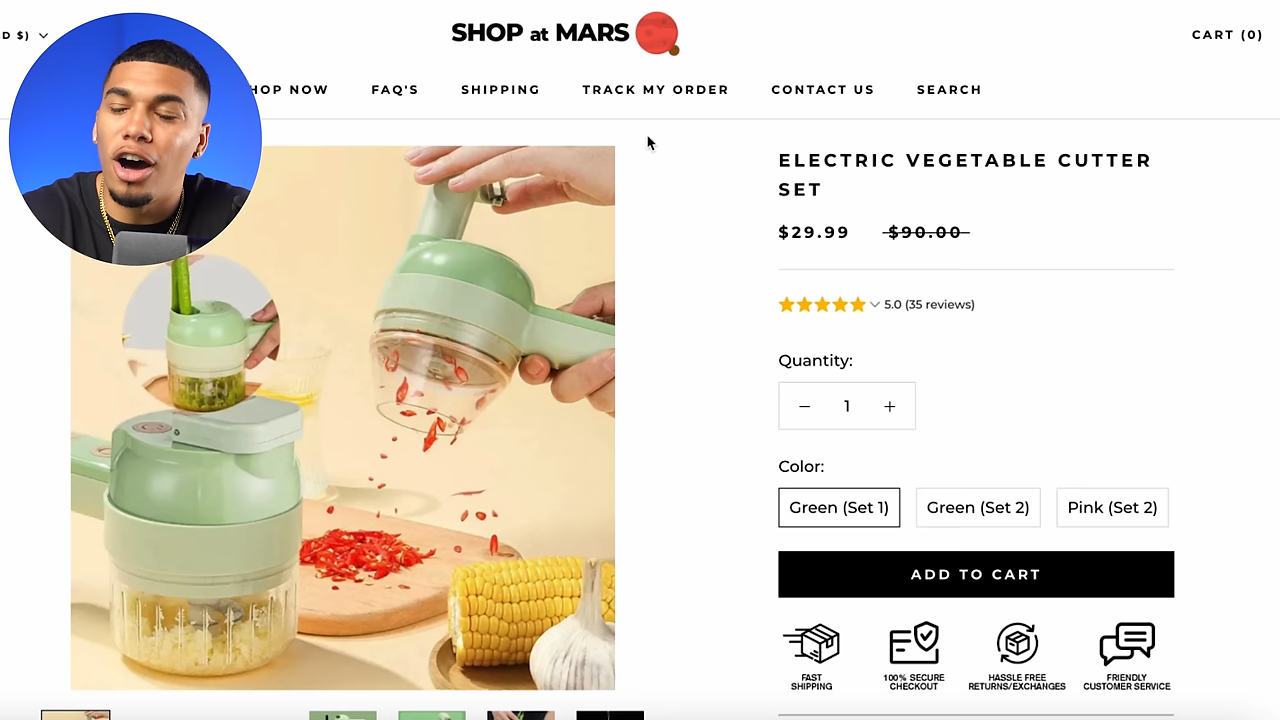 D $)
SHOP at MARS
CART (0)
HOP NOW
FAQ'S
SHIPPING
TRACK MY ORDER
CONTACT US
SEARCH
ELECTRIC VEGETABLE CUTTER
SET
$29.99 $90.00
5.0 (35 reviews)
Quantity:
− 1 +
Color:
Green (Set 1)
Green (Set 2)
Pink (Set 2)
ADD TO CART
FAST
SHIPPING
100% SECURE
CHECKOUT
HASSLE FREE
RETURNS/EXCHANGES
FRIENDLY
CUSTOMER SERVICE